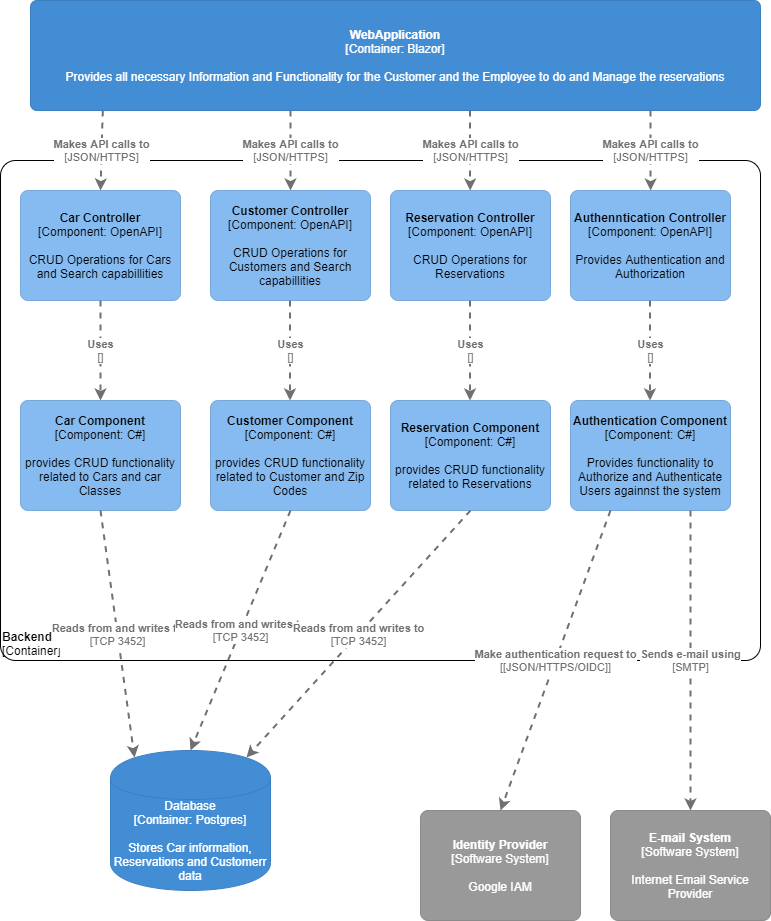 WebApplication
[Container: Blazor]
Provides all necessary Information and Functionality for the Customer and the Employee to do and Manage the reservations
Makes API calls to
[JSON/HTTPS]
Makes API calls to
[JSON/HTTPS]
Makes API calls to
[JSON/HTTPS]
Makes API calls to
[JSON/HTTPS]
Car Controller
[Component: OpenAPI]
CRUD Operations for Cars
and Search capabillities
Customer Controller
[Component: OpenAPI]
CRUD Operations for
Customers and Search
capabillities
Reservation Controller
[Component: OpenAPI]
CRUD Operations for
Reservations
Authenntication Controller
[Component: OpenAPI]
Provides Authentication and
Authorization
Uses
[]
Uses
[]
Uses
[]
Uses
[]
Car Component
[Component: C#]
provides CRUD functionality
related to Cars and car
Classes
Customer Component
[Component: C#]
provides CRUD functionality
related to Customer and Zip
Codes
Reservation Component
[Component: C#]
provides CRUD functionality
related to Reservations
Authentication Component
[Component: C#]
Provides functionality to
Authorize and Authenticate
Users againnst the system
Reads from and writes t
[TCP 3452]
Reads from and writes
[TCP 3452]
Reads from and writes to
[TCP 3452]
Backend
[Container]
Make authentication request to
[[JSON/HTTPS/OIDC]]
Sends e-mail using
[SMTP]
Database
[Container: Postgres]
Stores Car information,
Reservations and Customerr
data
Identity Provider
[Software System]
Google IAM
E-mail System
[Software System]
Internet Email Service
Provider